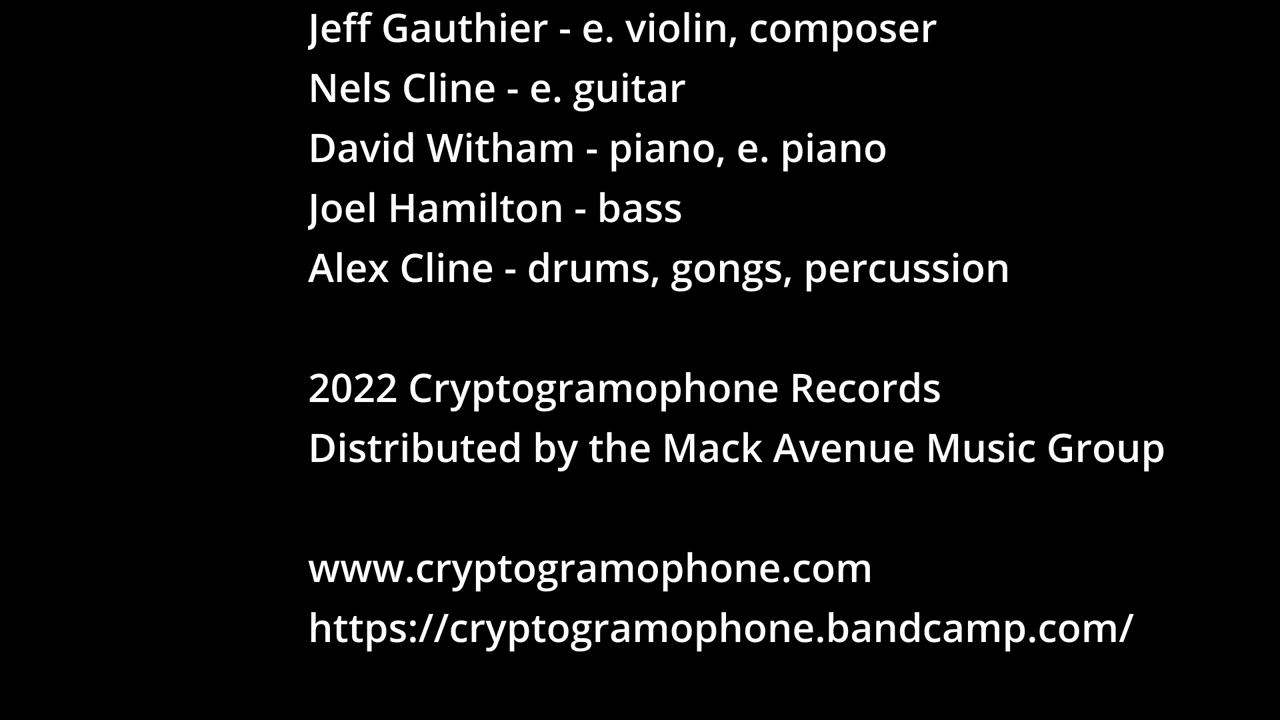 Jeff Gauthier - e. violin, composer
Nels Cline - e. guitar
David Witham - piano, e. piano
Joel Hamilton - bass
Alex Cline - drums, gongs, percussion
2022 Cryptogramophone Records
Distributed by the Mack Avenue Music Group
www.cryptogramophone.com
https://cryptogramophone.bandcamp.com/